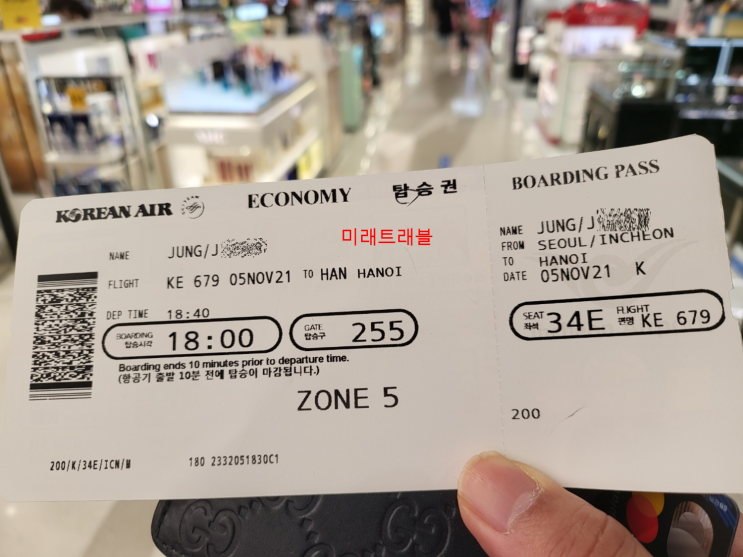 KOREAN AIR
ECONOMY
탑승권
미래트래블
NAME JUNG/J
FLIGHT KE 679 05NOV21 TO HAN HANOI
DEP TIME 18:40
BOARDING 탑승시각 18:00
GATE 탑승구 255
Boarding ends 10 minutes prior to departure time.
(항공기 출발 10분 전에 탑승이 마감됩니다.)
ZONE 5
200/K/34E/ICN/M
180 2332051830C1
BOARDING PASS
NAME JUNG/J
FROM SEOUL/INCHEON
TO HANOI
DATE 05NOV21 K
SEAT 좌석 34E FLIGHT 편명 KE 679
200